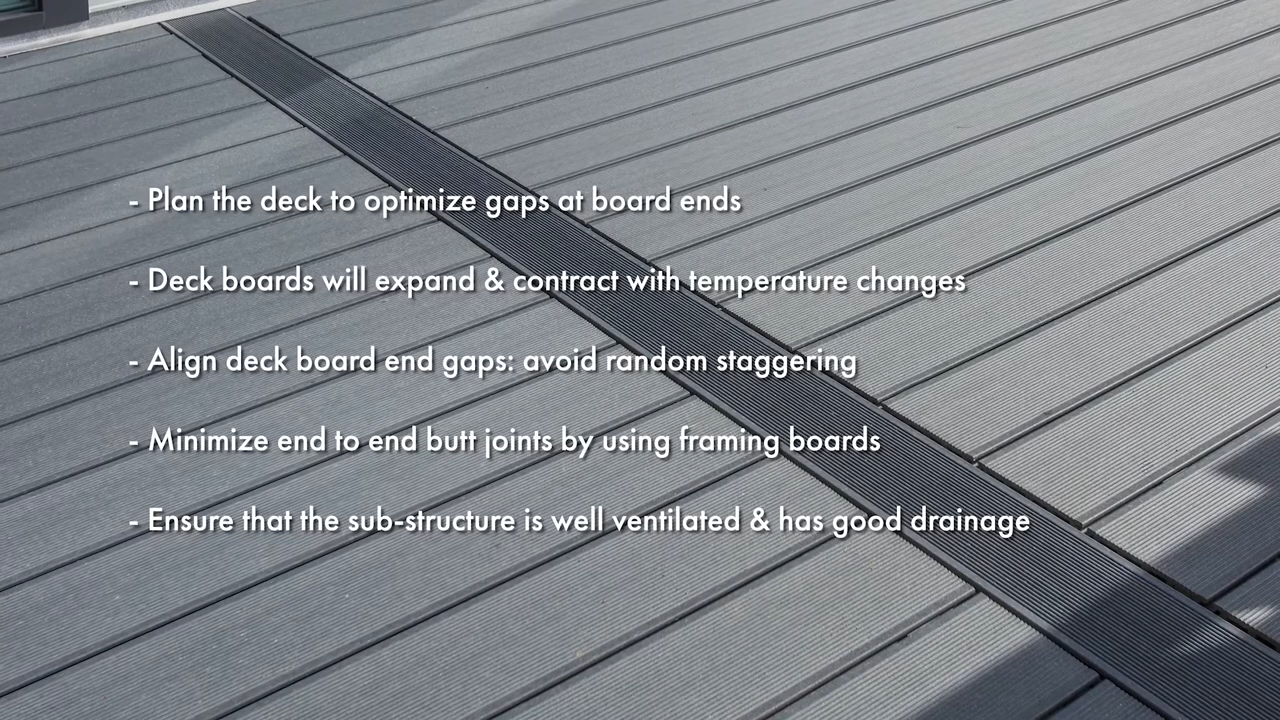 - Plan the deck to optimize gaps at board ends
- Deck boards will expand & contract with temperature changes
- Align deck board end gaps: avoid random staggering
- Minimize end to end butt joints by using framing boards
- Ensure that the sub-structure is well ventilated & has good drainage